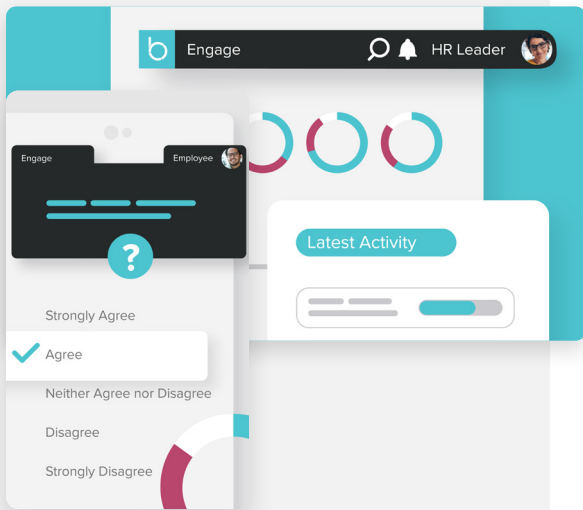 b Engage HR Leader
Engage Employee
?
Latest Activity
Strongly Agree
Agree
Neither Agree nor Disagree
Disagree
Strongly Disagree